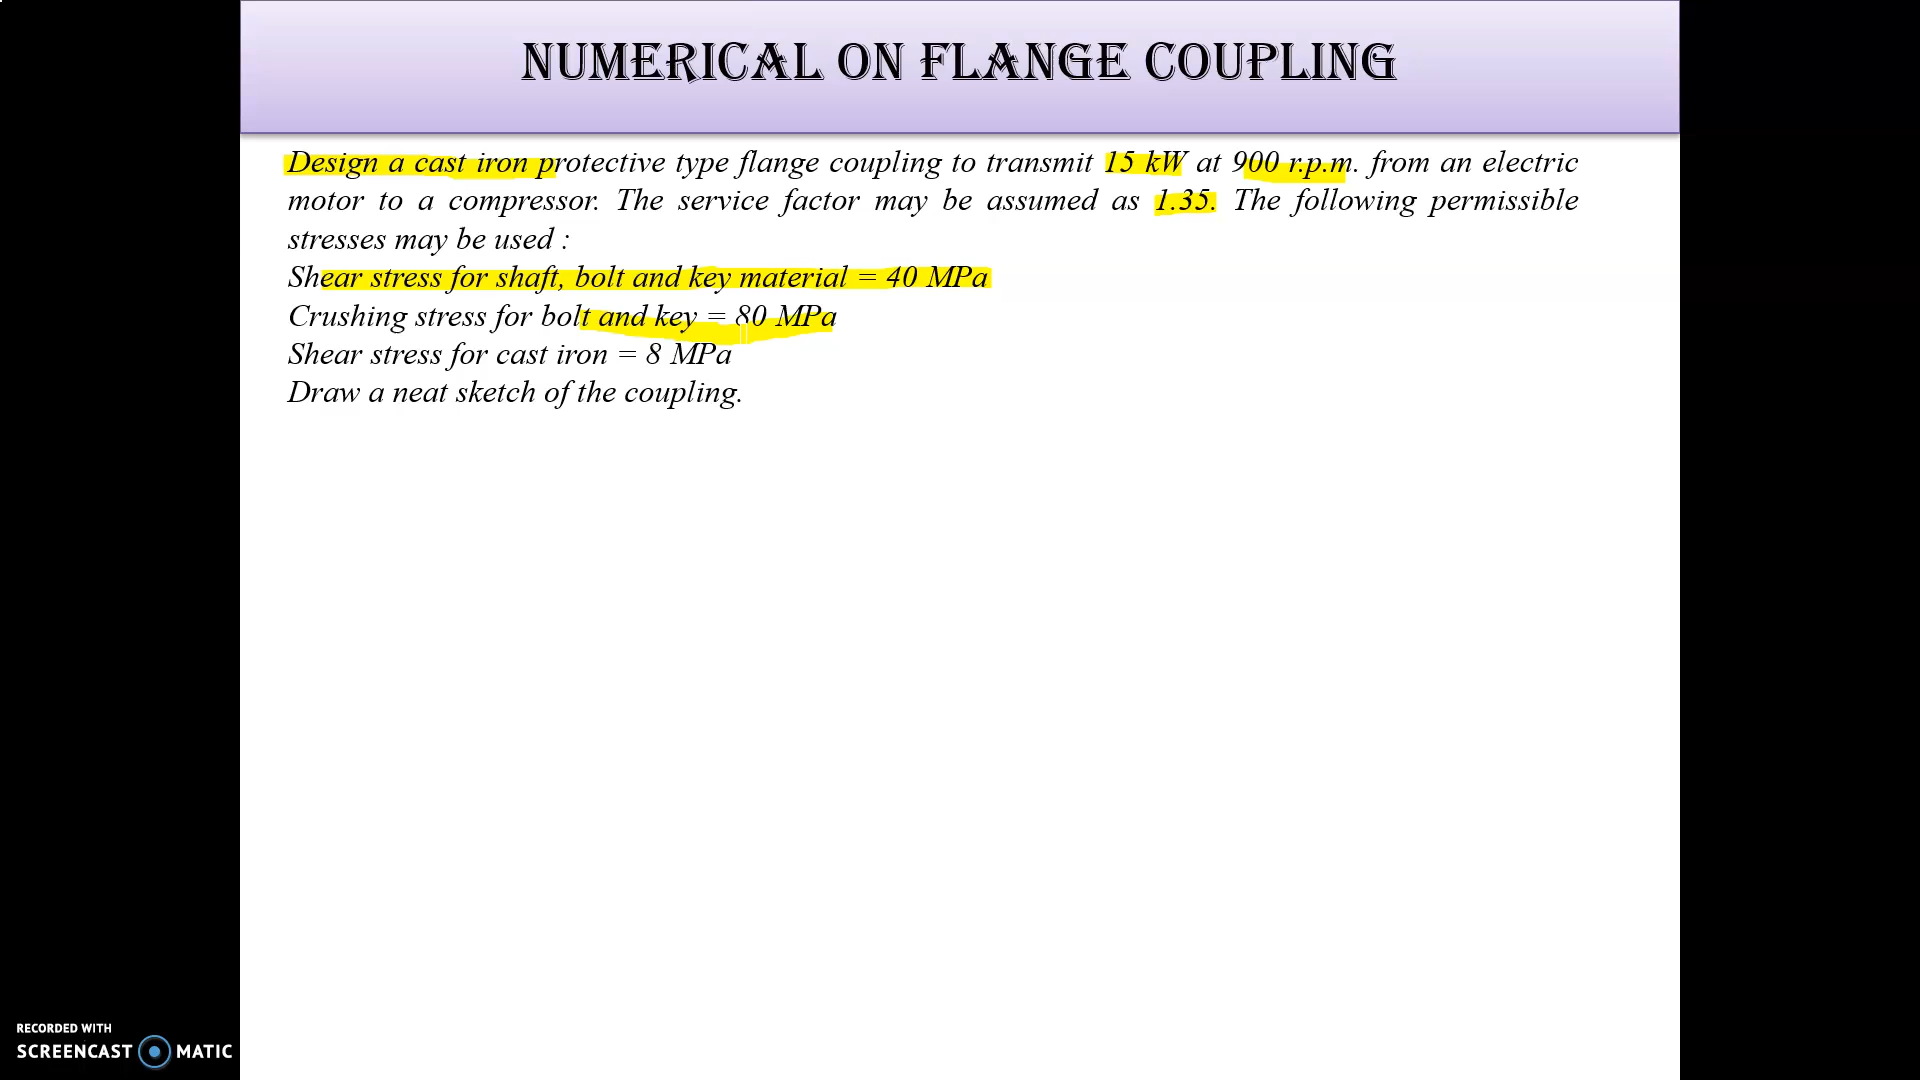 NUMERICAL ON FLANGE COUPLING
Design a cast iron protective type flange coupling to transmit 15 kW at 900 r.p.m. from an electric
motor to a compressor. The service factor may be assumed as 1.35. The following permissible
stresses may be used :
Shear stress for shaft, bolt and key material = 40 MPa
Crushing stress for bolt and key = 80 MPa
Shear stress for cast iron = 8 MPa
Draw a neat sketch of the coupling.
RECORDED WITH
SCREENCAST MATIC